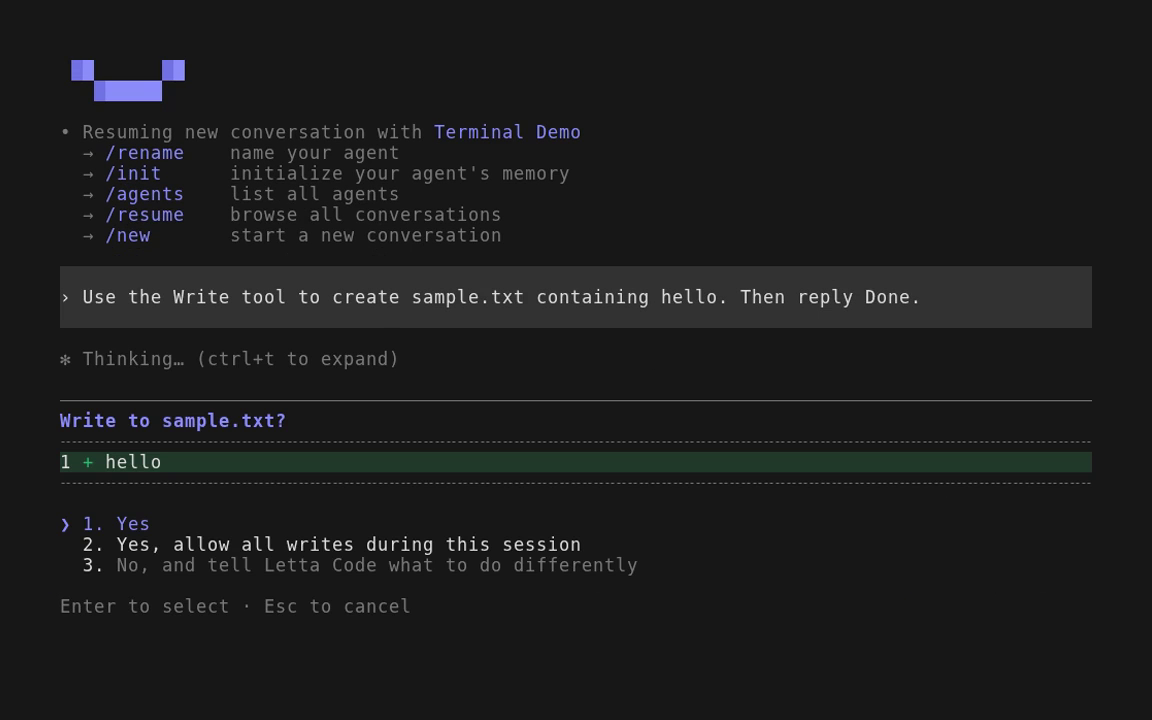 • Resuming new conversation with Terminal Demo
→ /rename    name your agent
→ /init      initialize your agent's memory
→ /agents    list all agents
→ /resume    browse all conversations
→ /new       start a new conversation
› Use the Write tool to create sample.txt containing hello. Then reply Done.
✻ Thinking… (ctrl+t to expand)
Write to sample.txt?
1 + hello
❯ 1. Yes
2. Yes, allow all writes during this session
3. No, and tell Letta Code what to do differently
Enter to select · Esc to cancel